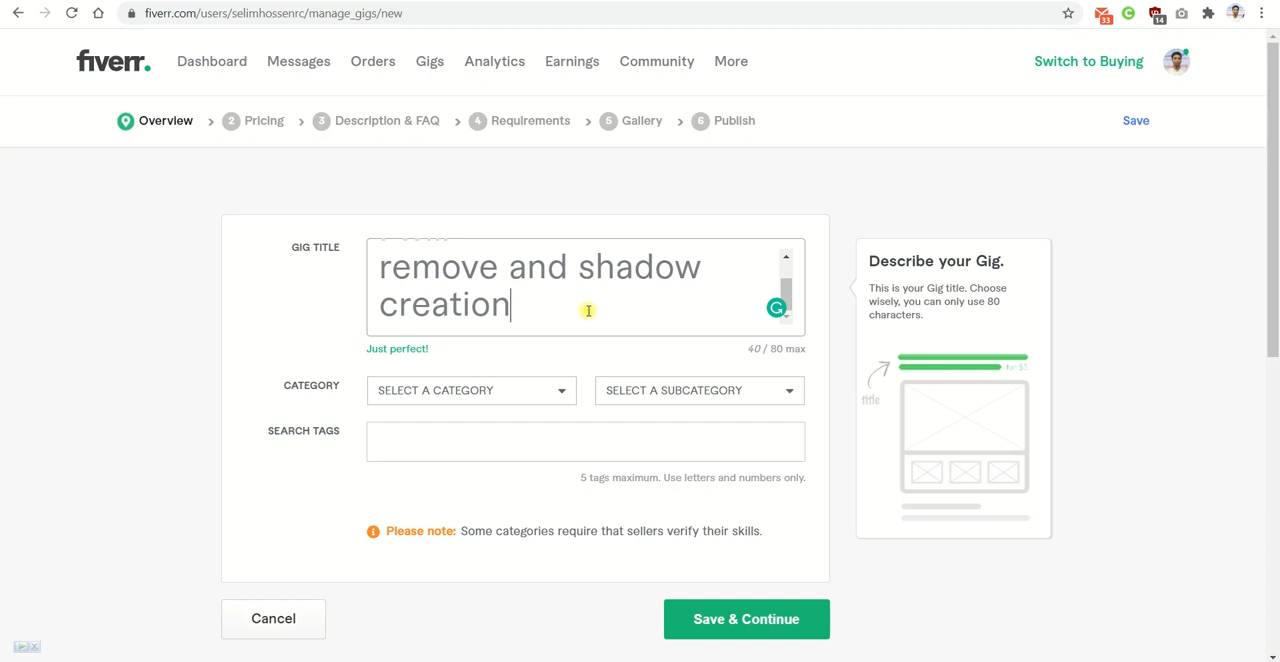 fiverr.com/users/selimhossenrc/manage_gigs/new
33
14
fiverr.
Dashboard
Messages
Orders
Gigs
Analytics
Earnings
Community
More
Switch to Buying
Overview
2 Pricing
3 Description & FAQ
4 Requirements
5 Gallery
6 Publish
Save
GIG TITLE
remove and shadow
creation
Just perfect!
40 / 80 max
CATEGORY
SELECT A CATEGORY
SELECT A SUBCATEGORY
SEARCH TAGS
5 tags maximum. Use letters and numbers only.
Please note: Some categories require that sellers verify their skills.
Cancel
Save & Continue
Describe your Gig.
This is your Gig title. Choose
wisely, you can only use 80
characters.
for $5
title